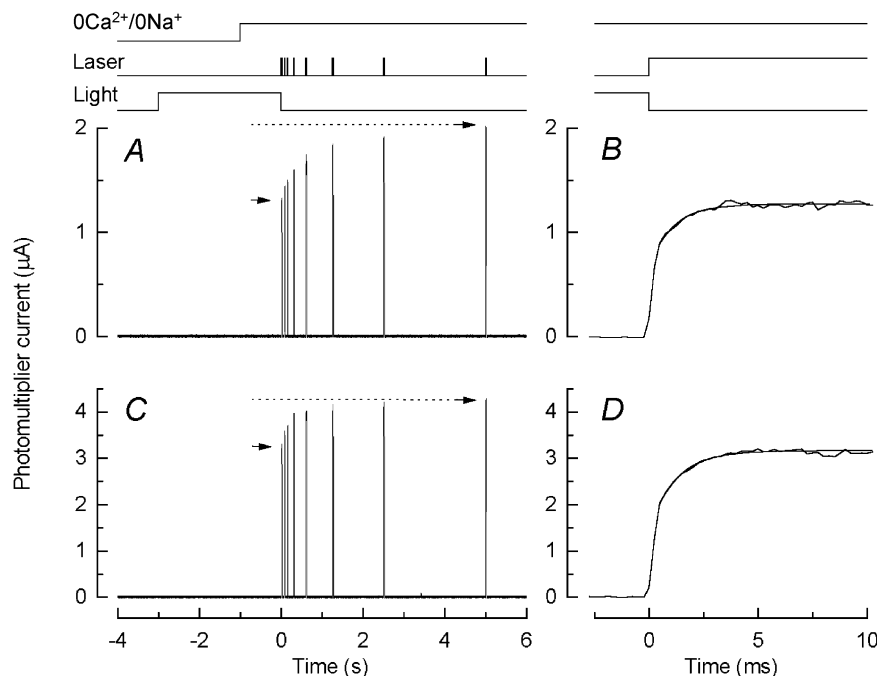 0Ca²⁺/0Na⁺
Laser
Light
A
B
2
1
0
2
1
0
C
D
4
3
2
1
0
4
3
2
1
0
Photomultiplier current (µA)
-4 -2 0 2 4 6
0 5 10
Time (s)
Time (ms)